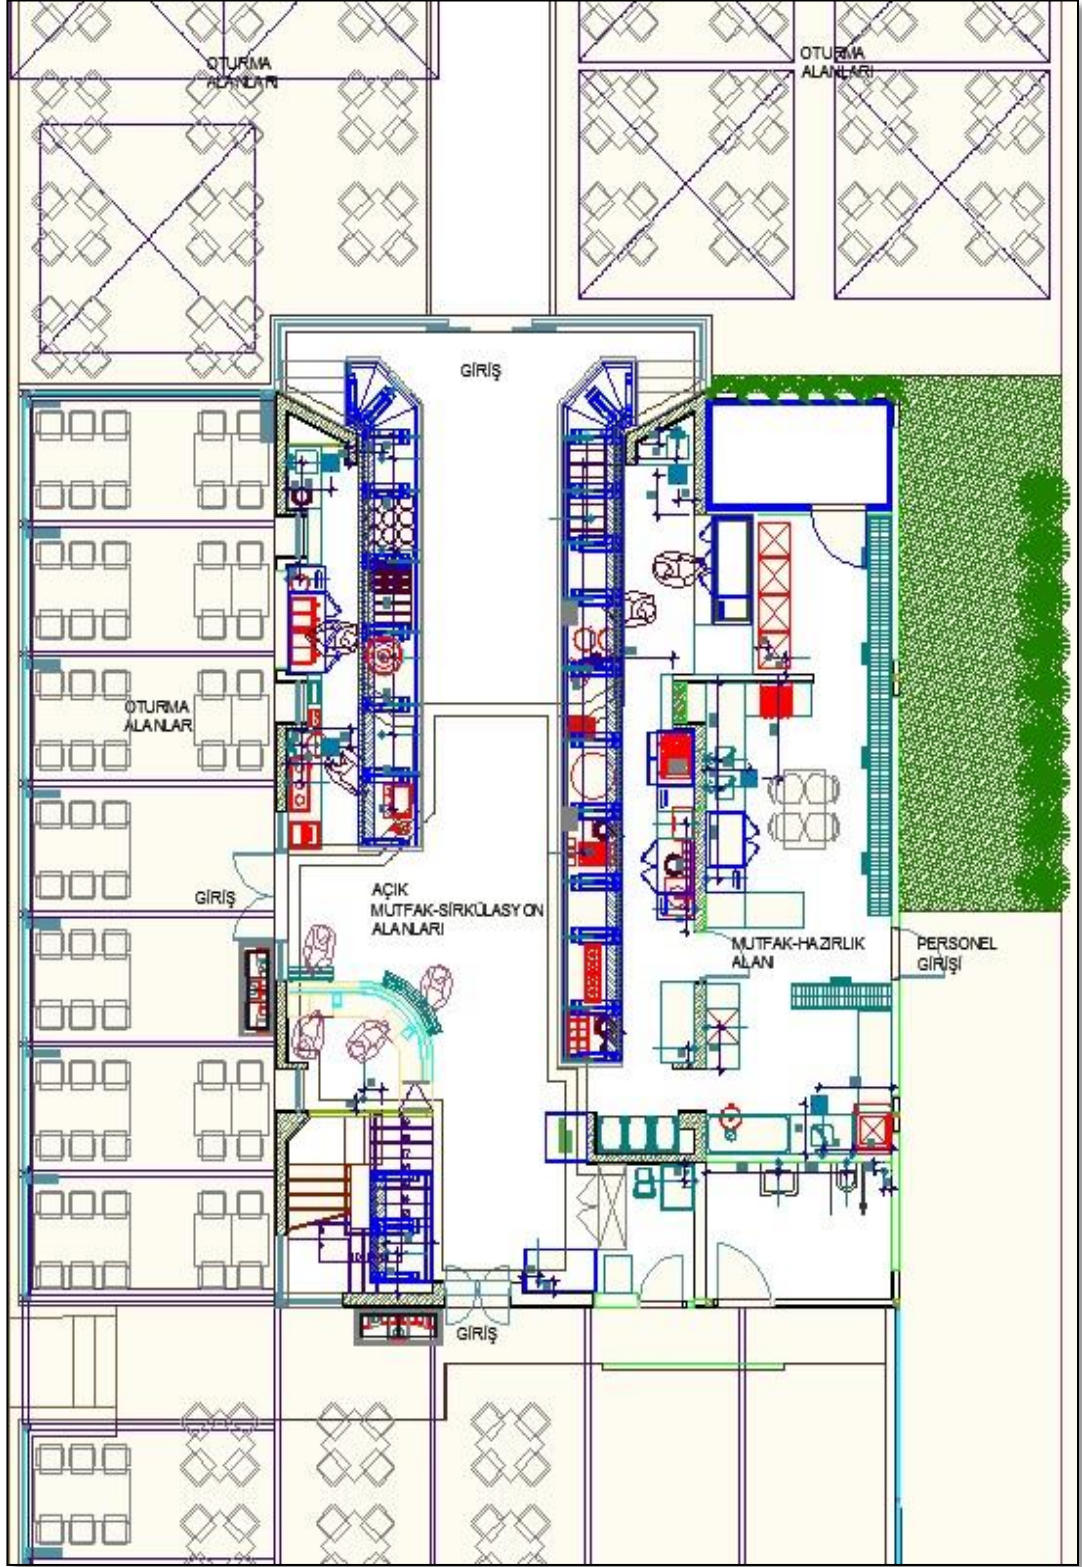 OTURMA
ALANLARI
OTURMA
ALANLARI
GİRİŞ
OTURMA
ALANLAR
GİRİŞ
AÇIK
MUTFAK-SİRKÜLASYON
ALANLARI
MUTFAK-HAZIRLIK
ALANI
PERSONEL
GİRİŞİ
GİRİŞ